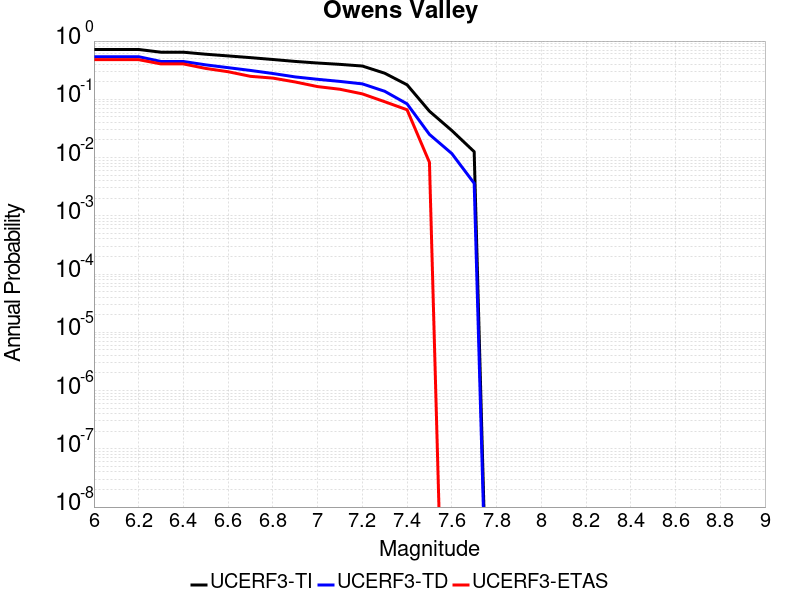 Owens Valley
10^0
10^-1
10^-2
10^-3
10^-4
10^-5
10^-6
10^-7
10^-8
Annual Probability
6 6.2 6.4 6.6 6.8 7 7.2 7.4 7.6 7.8 8 8.2 8.4 8.6 8.8 9
Magnitude
UCERF3-TI UCERF3-TD UCERF3-ETAS